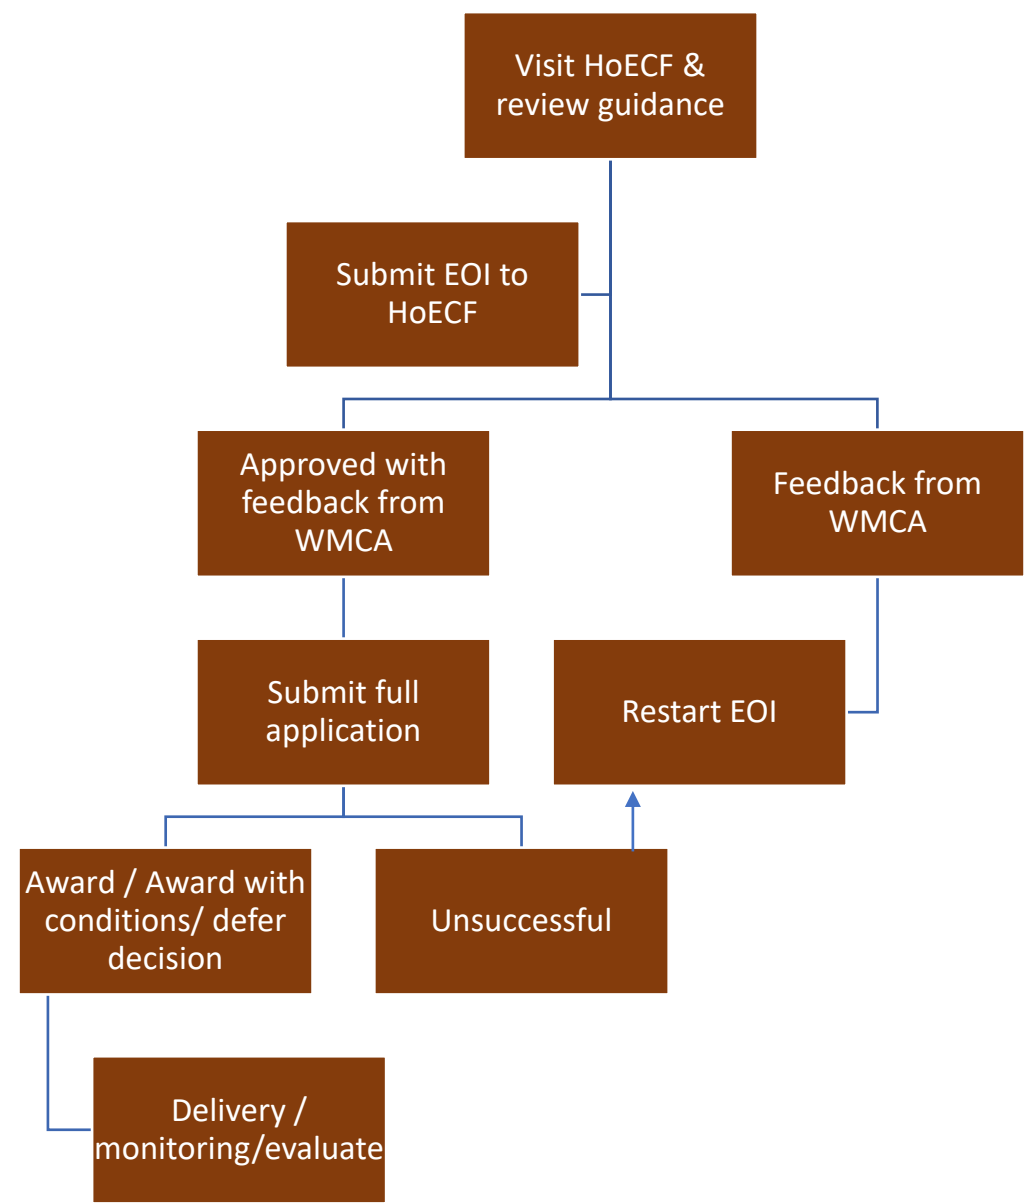 Visit HoECF &
review guidance
Submit EOI to
HoECF
Approved with
feedback from
WMCA
Feedback from
WMCA
Submit full
application
Restart EOI
Award / Award with
conditions/ defer
decision
Unsuccessful
Delivery /
monitoring/evaluate